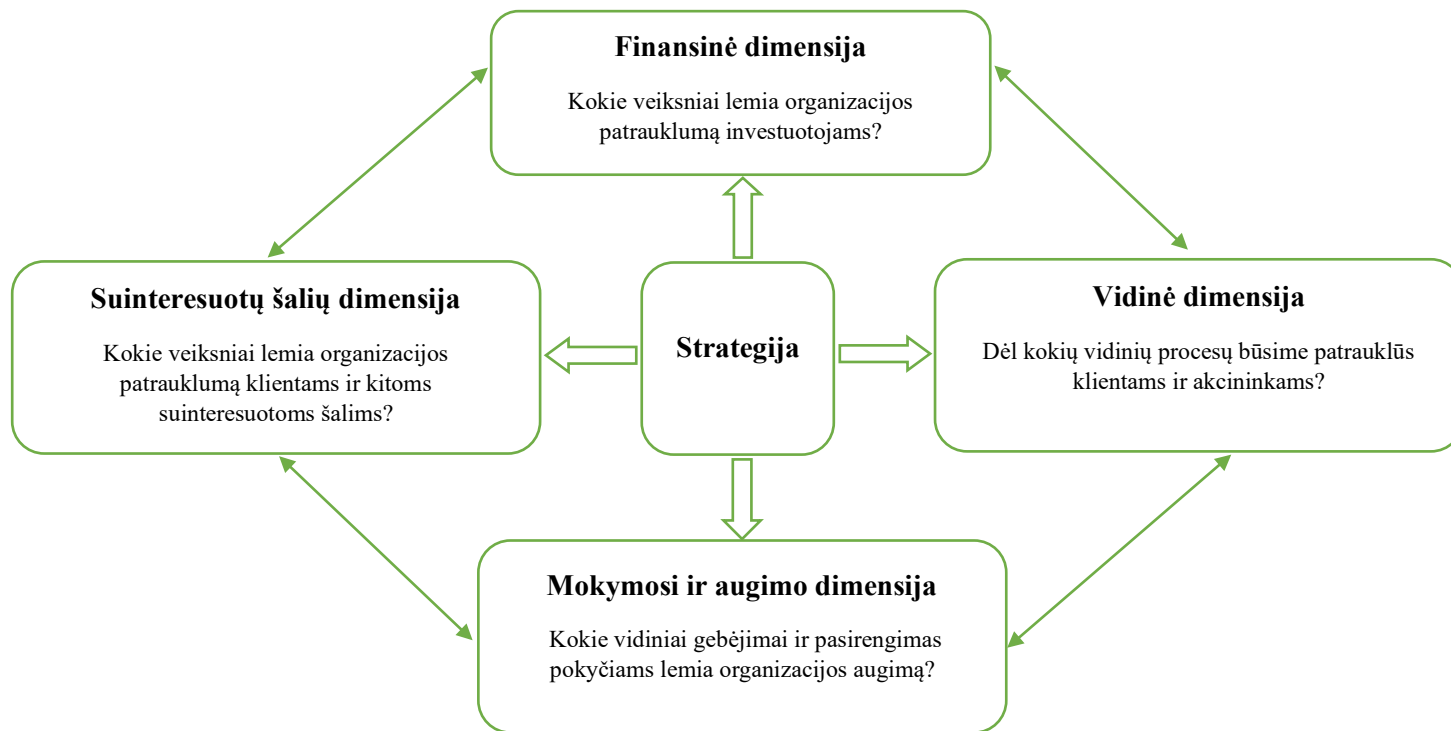 Finansinė dimensija
Kokie veiksniai lemia organizacijos
patrauklumą investuotojams?
Suinteresuotų šalių dimensija
Kokie veiksniai lemia organizacijos
patrauklumą klientams ir kitoms
suinteresuotoms šalims?
Strategija
Vidinė dimensija
Dėl kokių vidinių procesų būsime patrauklūs
klientams ir akcininkams?
Mokymosi ir augimo dimensija
Kokie vidiniai gebėjimai ir pasirengimas
pokyčiams lemia organizacijos augimą?